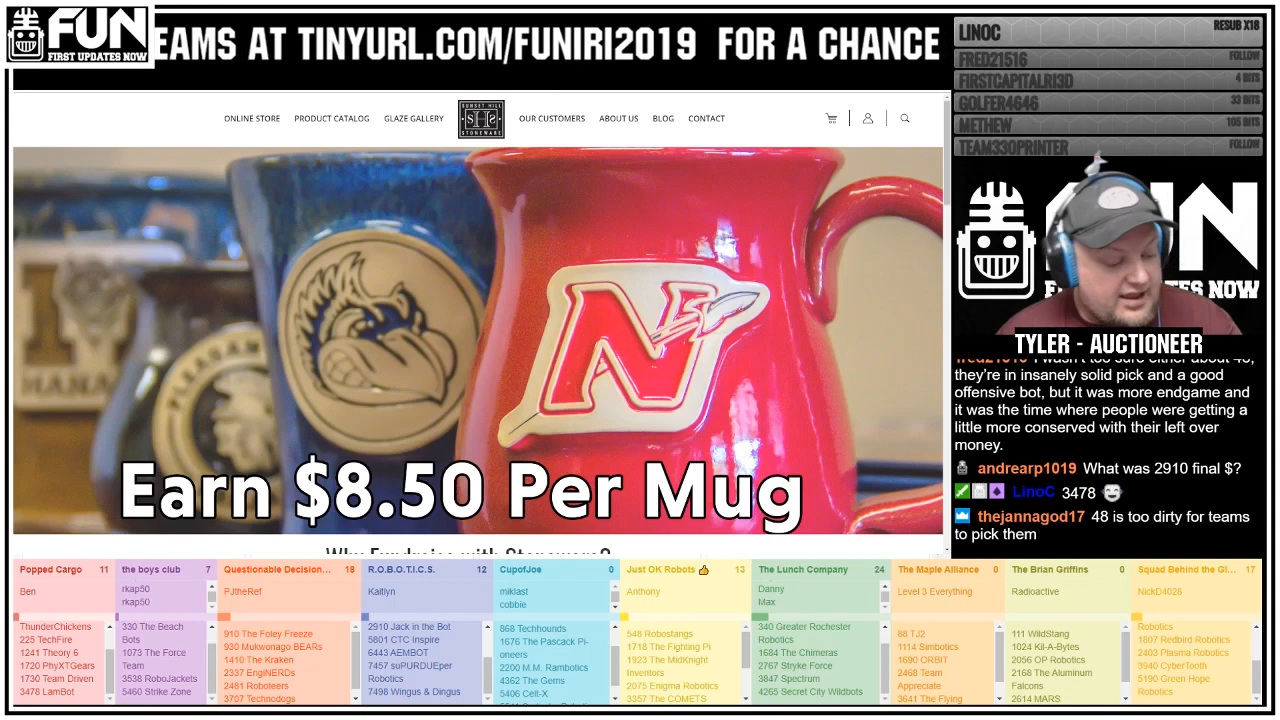 FUN
FIRST UPDATES NOW
EAMS AT TINYURL.COM/FUNIRI2019 FOR A CHANCE
LINOC RESUB X18
FRED21516 FOLLOW
FIRSTCAPITALRI3D 4 BITS
GOLFER4646 33 BITS
METHEW 105 BITS
TEAM330PRINTER FOLLOW
ONLINE STORE PRODUCT CATALOG GLAZE GALLERY
SUNSET HILL
SHS
STONEWARE
OUR CUSTOMERS ABOUT US BLOG CONTACT
N
Earn $8.50 Per Mug
TYLER - AUCTIONEER
they're in insanely solid pick and a good
offensive bot, but it was more endgame and
it was the time where people were getting a
little more conserved with their left over
money.
andrearp1019 What was 2910 final $?
LinoC 3478
thejannagod17 48 is too dirty for teams
to pick them
Popped Cargo 11
Ben
ThunderChickens
225 TechFire
1241 Theory 6
1720 PhyXTGears
1730 Team Driven
3478 LamBot
the boys club 7
rkap50
rkap50
330 The Beach
Bots
1073 The Force
Team
3538 RoboJackets
5460 Strike Zone
Questionable Decision... 18
PJtheRef
910 The Foley Freeze
930 Mukwonago BEARs
1410 The Kraken
2337 EngiNERDs
2481 Roboteers
3707 Technodogs
R.O.B.O.T.I.C.S. 12
Kaitlyn
2910 Jack in the Bot
5801 CTC Inspire
6443 AEMBOT
7457 suPURDUEper
Robotics
7498 Wingus & Dingus
CupofJoe 0
miklast
cobbie
868 Techhounds
1676 The Pascack Pi-
oneers
2200 M.M. Rambotics
4362 The Gems
5406 Celt-X
Just OK Robots 13
Anthony
548 Robostangs
1718 The Fighting Pi
1923 The MidKnight
Inventors
2075 Enigma Robotics
3357 The COMETS
The Lunch Company 24
Danny
Max
340 Greater Rochester
Robotics
1684 The Chimeras
2767 Stryke Force
3847 Spectrum
4265 Secret City Wildbots
The Maple Alliance 0
Level 3 Everything
88 TJ2
1114 Simbotics
1690 ORBIT
2468 Team
Appreciate
3641 The Flying
The Brian Griffins 0
Radioactive
111 WildStang
1024 Kil-A-Bytes
2056 OP Robotics
2168 The Aluminum
Falcons
2614 MARS
Squad Behind the Gl... 17
NickD4028
Robotics
1807 Redbird Robotics
2403 Plasma Robotics
3940 CyberTooth
5190 Green Hope
Robotics